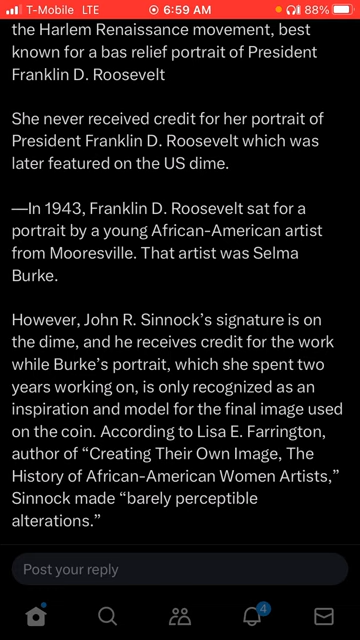 T-Mobile LTE 6:59 AM 88%
the Harlem Renaissance movement, best
known for a bas relief portrait of President
Franklin D. Roosevelt
She never received credit for her portrait of
President Franklin D. Roosevelt which was
later featured on the US dime.
—In 1943, Franklin D. Roosevelt sat for a
portrait by a young African-American artist
from Mooresville. That artist was Selma
Burke.
However, John R. Sinnock’s signature is on
the dime, and he receives credit for the work
while Burke’s portrait, which she spent two
years working on, is only recognized as an
inspiration and model for the final image used
on the coin. According to Lisa E. Farrington,
author of “Creating Their Own Image, The
History of African-American Women Artists,”
Sinnock made “barely perceptible
alterations.”
Post your reply
4